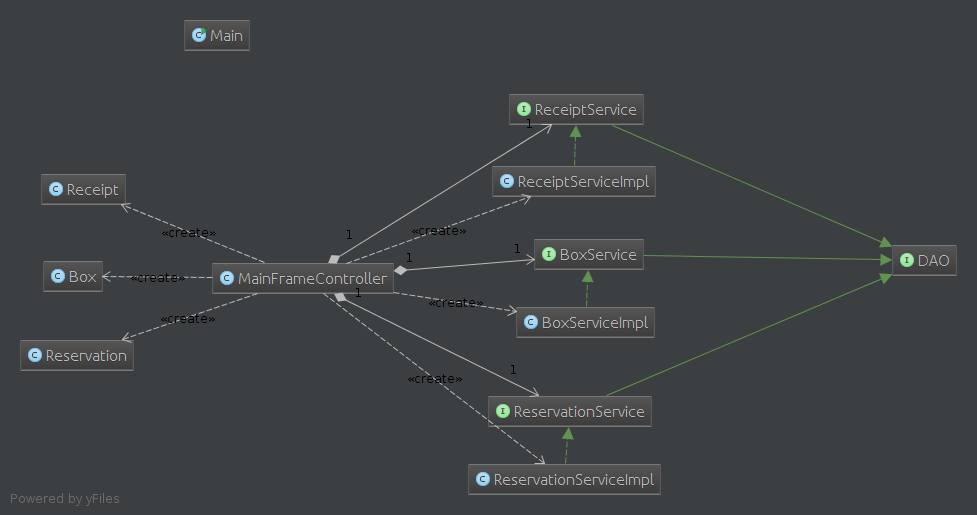 C Main
I ReceiptService
1
C Receipt
C ReceiptServiceImpl
«create»
«create»
1
I BoxService
1
1
I DAO
C Box
«create»
C MainFrameController
1
«create»
C BoxServiceImpl
«create»
C Reservation
1
«create»
I ReservationService
C ReservationServiceImpl
Powered by yFiles